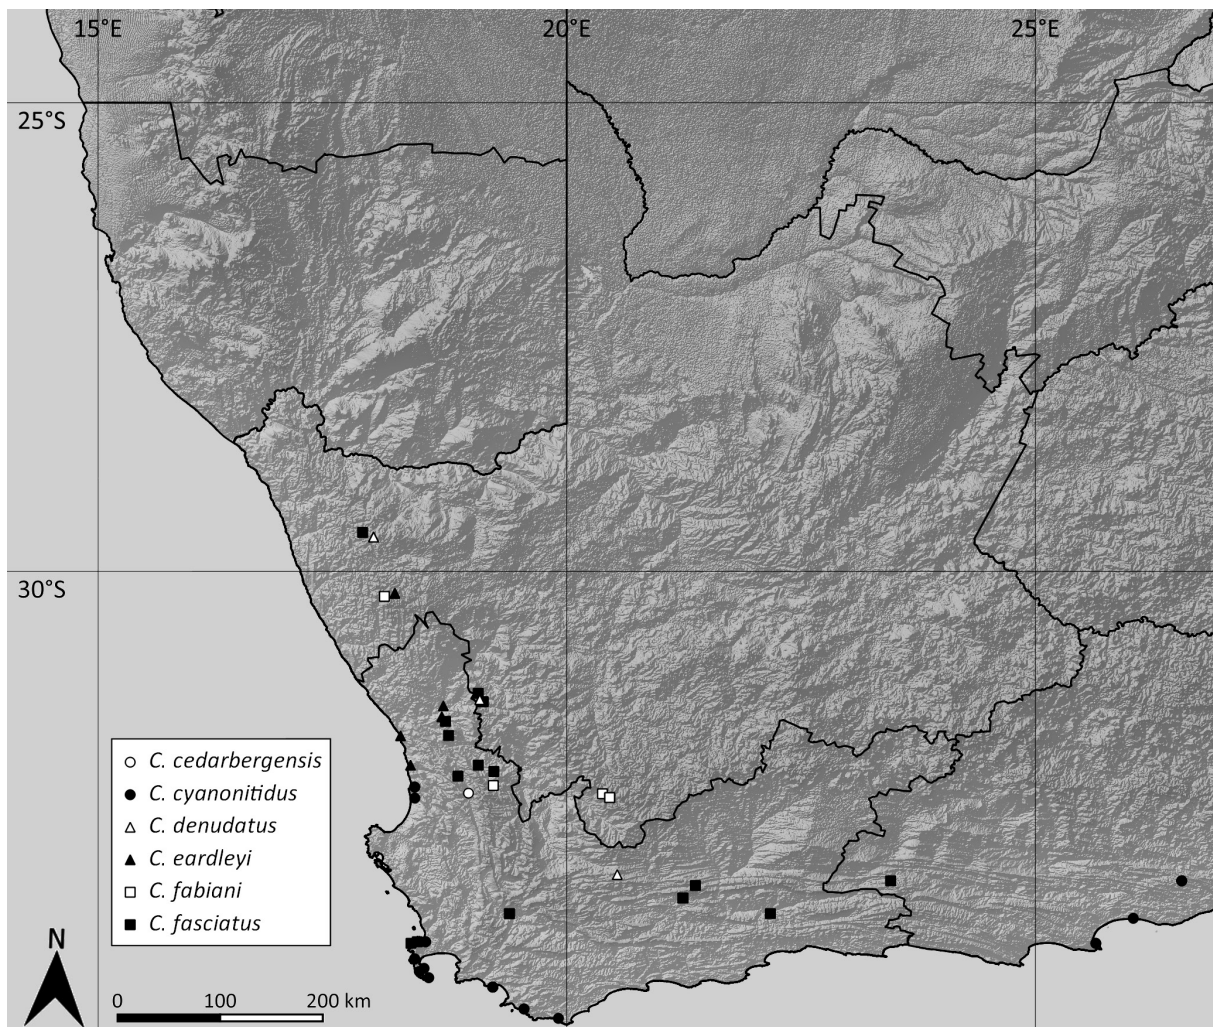 15°E 20°E 25°E
25°S
30°S
C. cedarbergensis
C. cyanonitidus
C. denudatus
C. eardleyi
C. fabiani
C. fasciatus
N
0 100 200 km